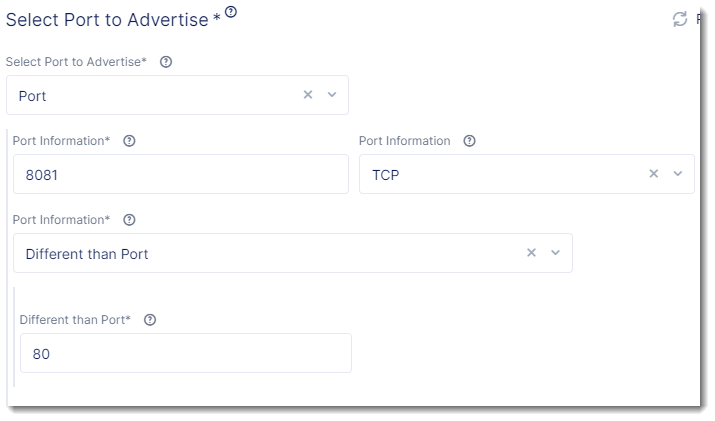 Select Port to Advertise *
Select Port to Advertise*
Port
Port Information* Port Information
8081 TCP
Port Information*
Different than Port
Different than Port*
80